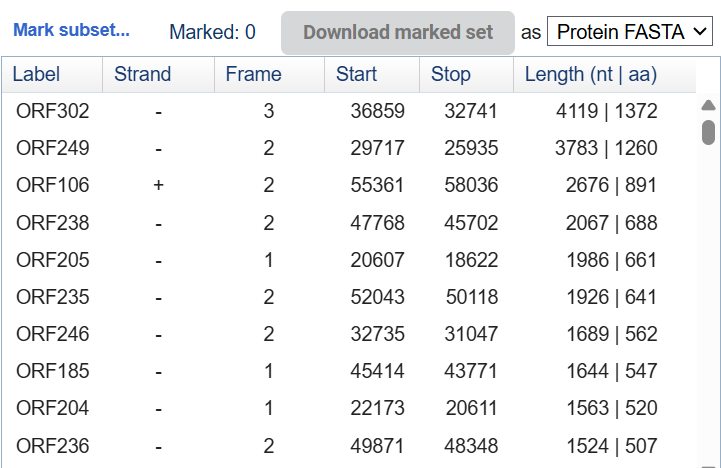 Mark subset... Marked: 0 Download marked set as Protein FASTA
Label Strand Frame Start Stop Length (nt | aa)
ORF302 - 3 36859 32741 4119 | 1372
ORF249 - 2 29717 25935 3783 | 1260
ORF106 + 2 55361 58036 2676 | 891
ORF238 - 2 47768 45702 2067 | 688
ORF205 - 1 20607 18622 1986 | 661
ORF235 - 2 52043 50118 1926 | 641
ORF246 - 2 32735 31047 1689 | 562
ORF185 - 1 45414 43771 1644 | 547
ORF204 - 1 22173 20611 1563 | 520
ORF236 - 2 49871 48348 1524 | 507